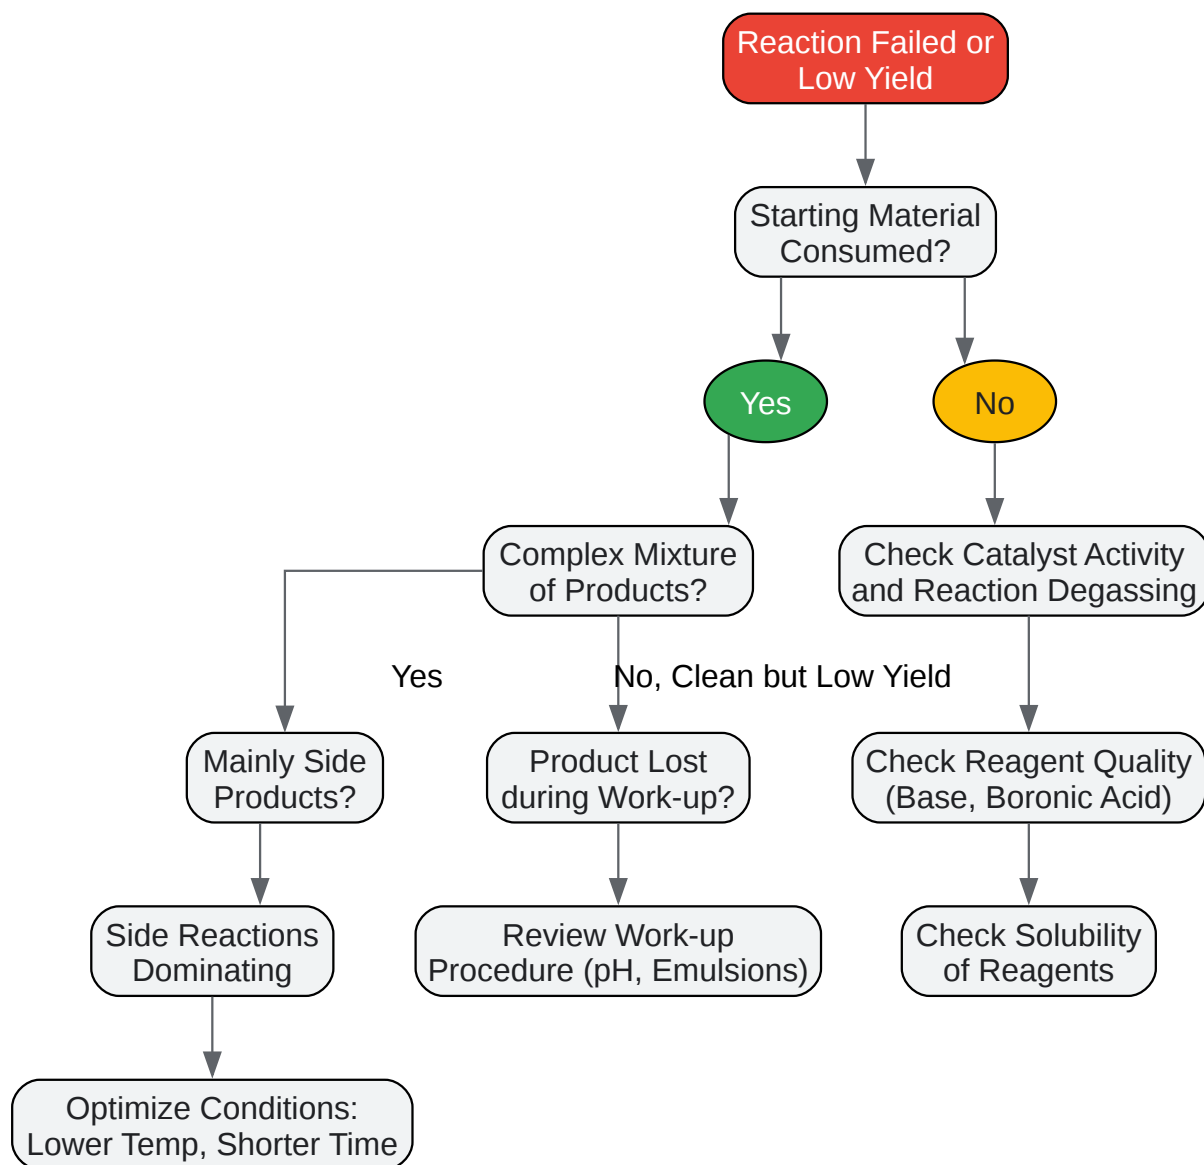 Reaction Failed or
Low Yield
Starting Material
Consumed?
Yes
No
Complex Mixture
of Products?
Check Catalyst Activity
and Reaction Degassing
Yes
No, Clean but Low Yield
Mainly Side
Products?
Product Lost
during Work-up?
Check Reagent Quality
(Base, Boronic Acid)
Side Reactions
Dominating
Review Work-up
Procedure (pH, Emulsions)
Check Solubility
of Reagents
Optimize Conditions:
Lower Temp, Shorter Time